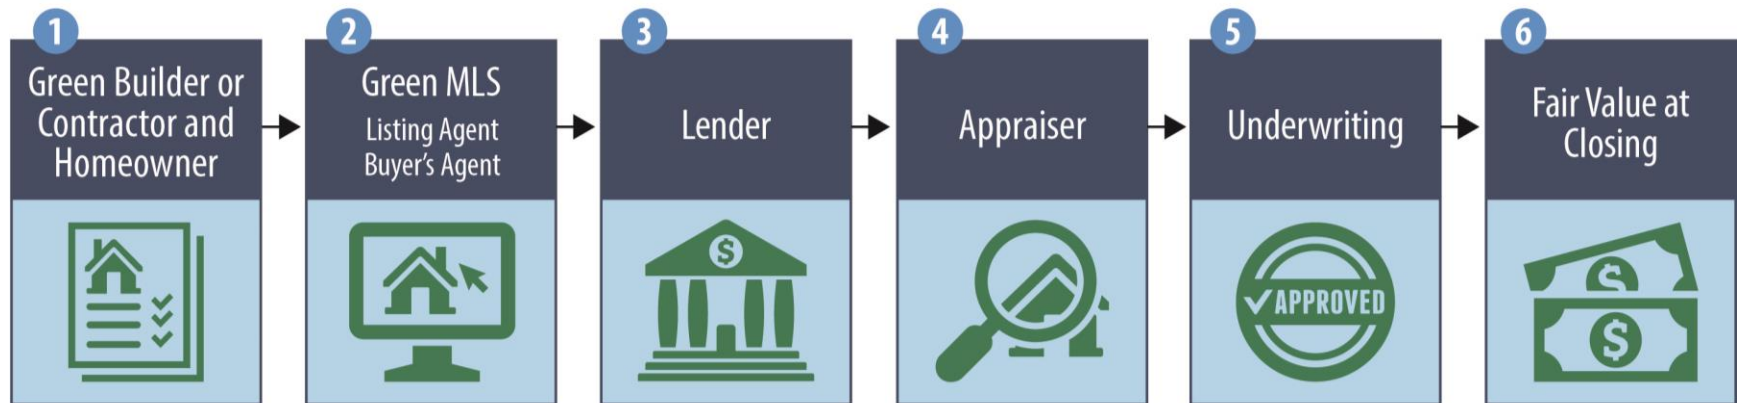 1
Green Builder or
Contractor and
Homeowner
2
Green MLS
Listing Agent
Buyer’s Agent
3
Lender
$
4
Appraiser
5
Underwriting
APPROVED
6
Fair Value at
Closing
$
$